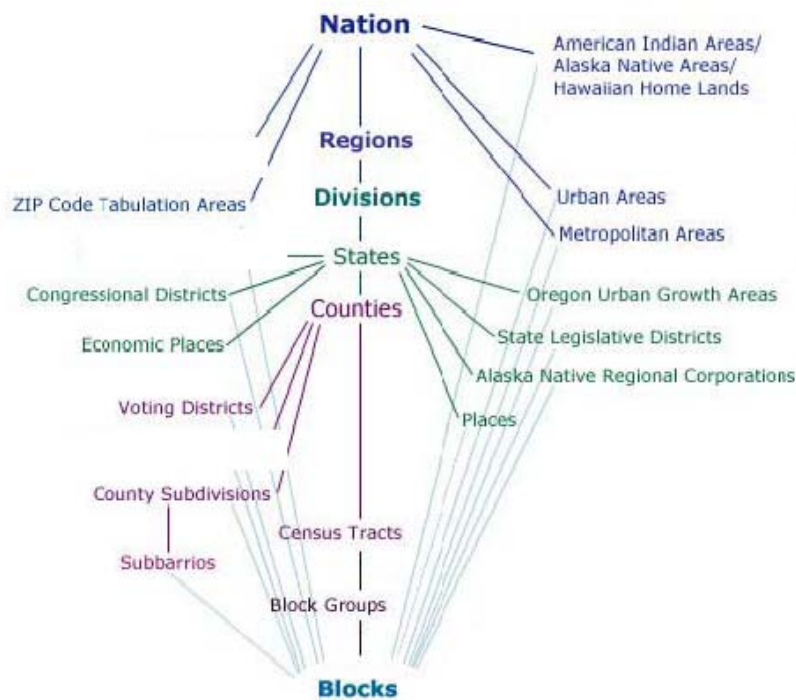 Nation
American Indian Areas/
Alaska Native Areas/
Hawaiian Home Lands
Regions
Divisions
ZIP Code Tabulation Areas
Urban Areas
Metropolitan Areas
States
Congressional Districts
Oregon Urban Growth Areas
Counties
Economic Places
State Legislative Districts
Alaska Native Regional Corporations
Voting Districts
Places
County Subdivisions
Census Tracts
Subbarrios
Block Groups
Blocks